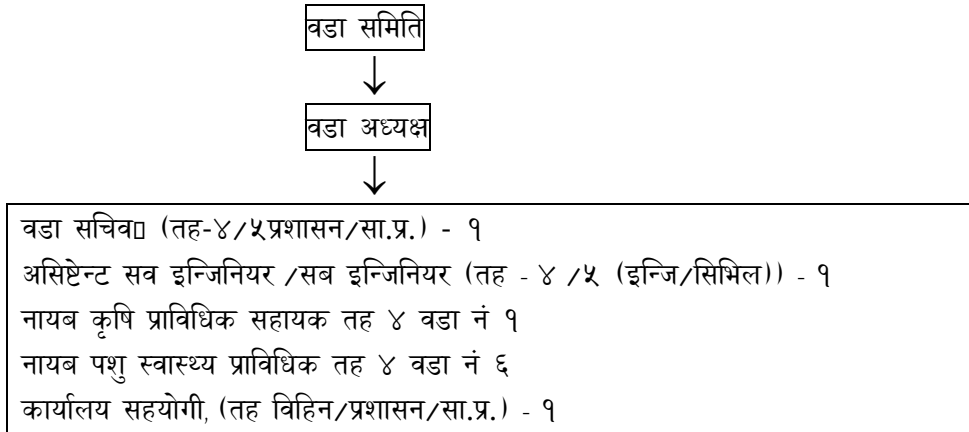 वडा समिति
वडा अध्यक्ष
वडा सचिव (तह-४/५प्रशासन/सा.प्र.) - १
असिष्टेन्ट सव इन्जिनियर /सब इन्जिनियर (तह - ४ /५ (इन्जि/सिभिल)) - १
नायब कृषि प्राविधिक सहायक तह ४ वडा नं १
नायब पशु स्वास्थ्य प्राविधिक तह ४ वडा नं ६
कार्यालय सहयोगी, (तह विहिन/प्रशासन/सा.प्र.) - १